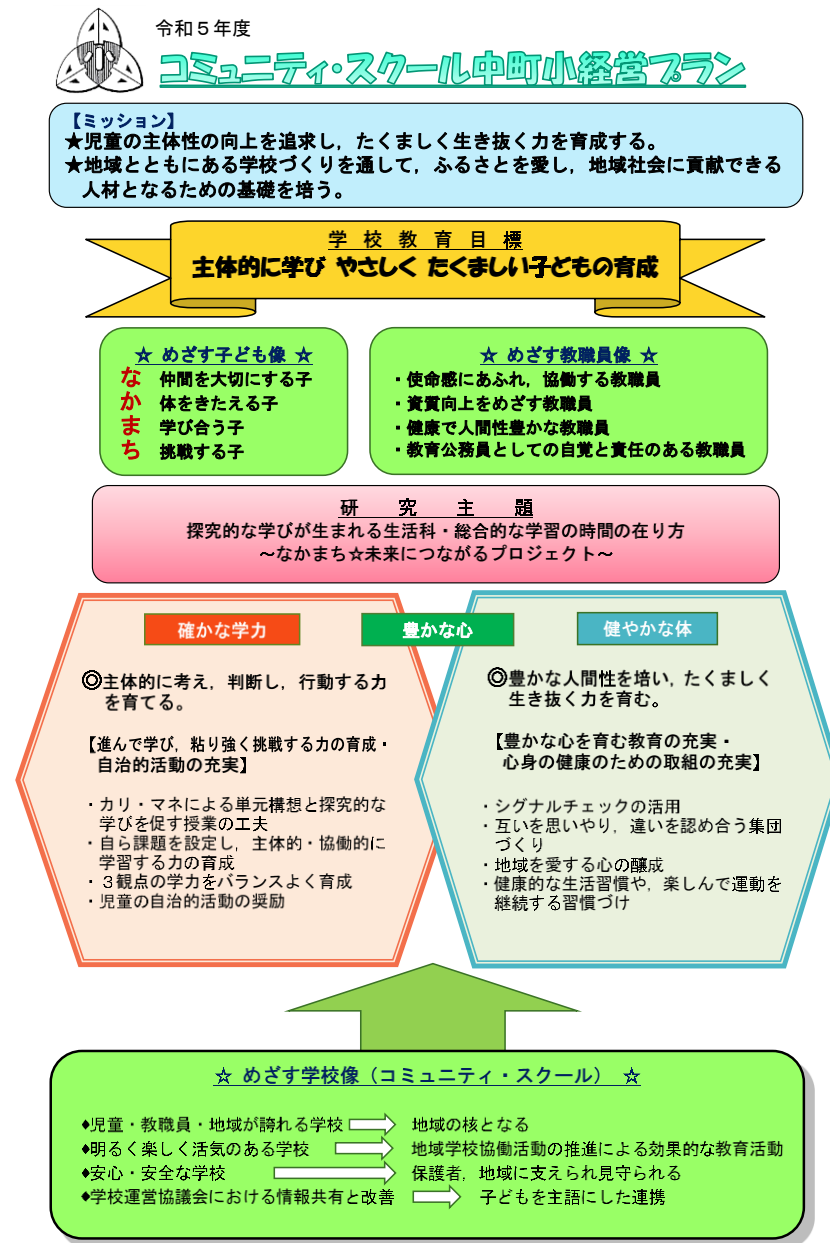 令和５年度
コミュニティ・スクール中町小経営プラン
【ミッション】
★児童の主体性の向上を追求し，たくましく生き抜く力を育成する。
★地域とともにある学校づくりを通して，ふるさとを愛し，地域社会に貢献できる
人材となるための基礎を培う。
学校教育目標
主体的に学び やさしく たくましい子どもの育成
☆ めざす子ども像 ☆
な 仲間を大切にする子
か 体をきたえる子
ま 学び合う子
ち 挑戦する子
☆ めざす教職員像 ☆
・使命感にあふれ，協働する教職員
・資質向上をめざす教職員
・健康で人間性豊かな教職員
・教育公務員としての自覚と責任のある教職員
研究主題
探究的な学びが生まれる生活科・総合的な学習の時間の在り方
～なかまち☆未来につながるプロジェクト～
確かな学力
豊かな心
健やかな体
◎主体的に考え，判断し，行動する力
を育てる。
【進んで学び，粘り強く挑戦する力の育成・
自治的活動の充実】
・カリ・マネによる単元構想と探究的な
学びを促す授業の工夫
・自ら課題を設定し，主体的・協働的に
学習する力の育成
・３観点の学力をバランスよく育成
・児童の自治的活動の奨励
◎豊かな人間性を培い，たくましく
生き抜く力を育む。
【豊かな心を育む教育の充実・
心身の健康のための取組の充実】
・シグナルチェックの活用
・互いを思いやり，違いを認め合う集団
づくり
・地域を愛する心の醸成
・健康的な生活習慣や，楽しんで運動を
継続する習慣づけ
☆ めざす学校像（コミュニティ・スクール） ☆
♦児童・教職員・地域が誇れる学校 地域の核となる
♦明るく楽しく活気のある学校 地域学校協働活動の推進による効果的な教育活動
♦安心・安全な学校 保護者，地域に支えられ見守られる
♦学校運営協議会における情報共有と改善 子どもを主語にした連携